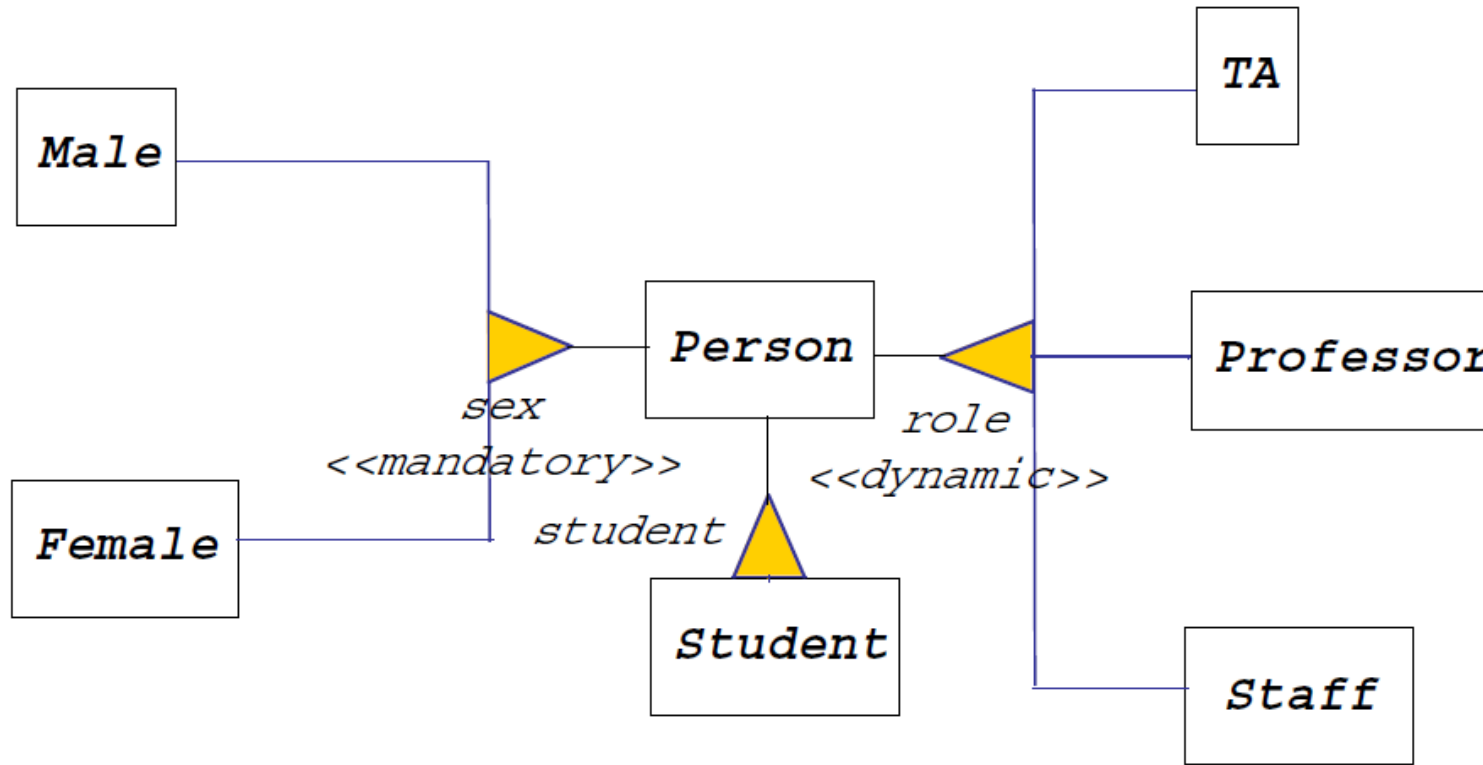 TA
Male
Person
Professor
sex
role
<<mandatory>>
<<dynamic>>
student
Female
Student
Staff